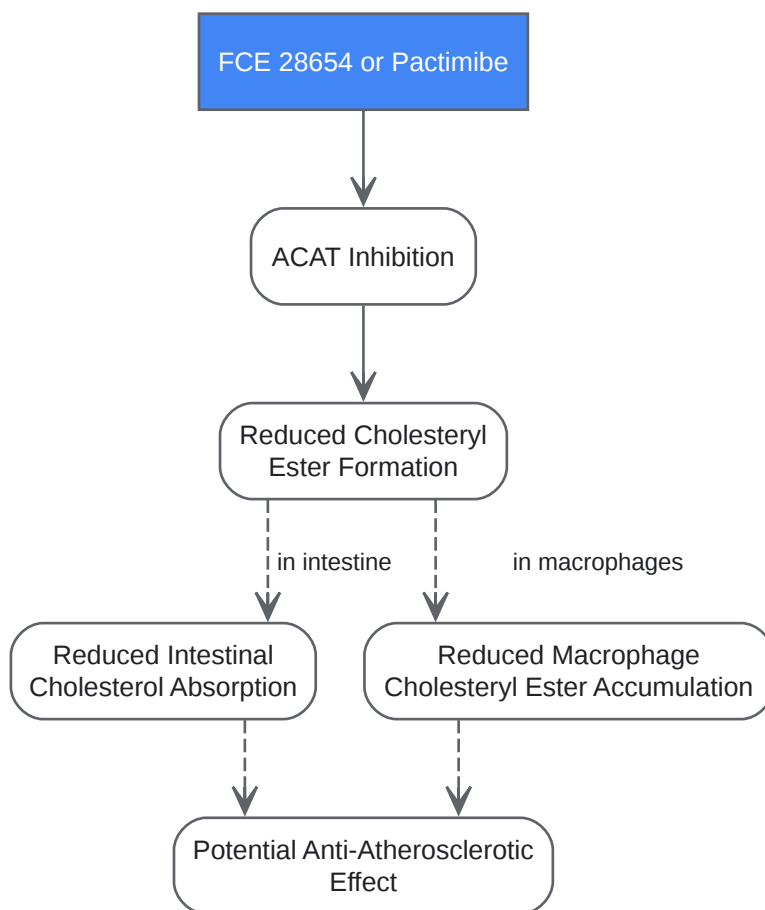 FCE 28654 or Pactimibe
ACAT Inhibition
Reduced Cholesteryl
Ester Formation
in intestine
in macrophages
Reduced Intestinal
Cholesterol Absorption
Reduced Macrophage
Cholesteryl Ester Accumulation
Potential Anti-Atherosclerotic
Effect